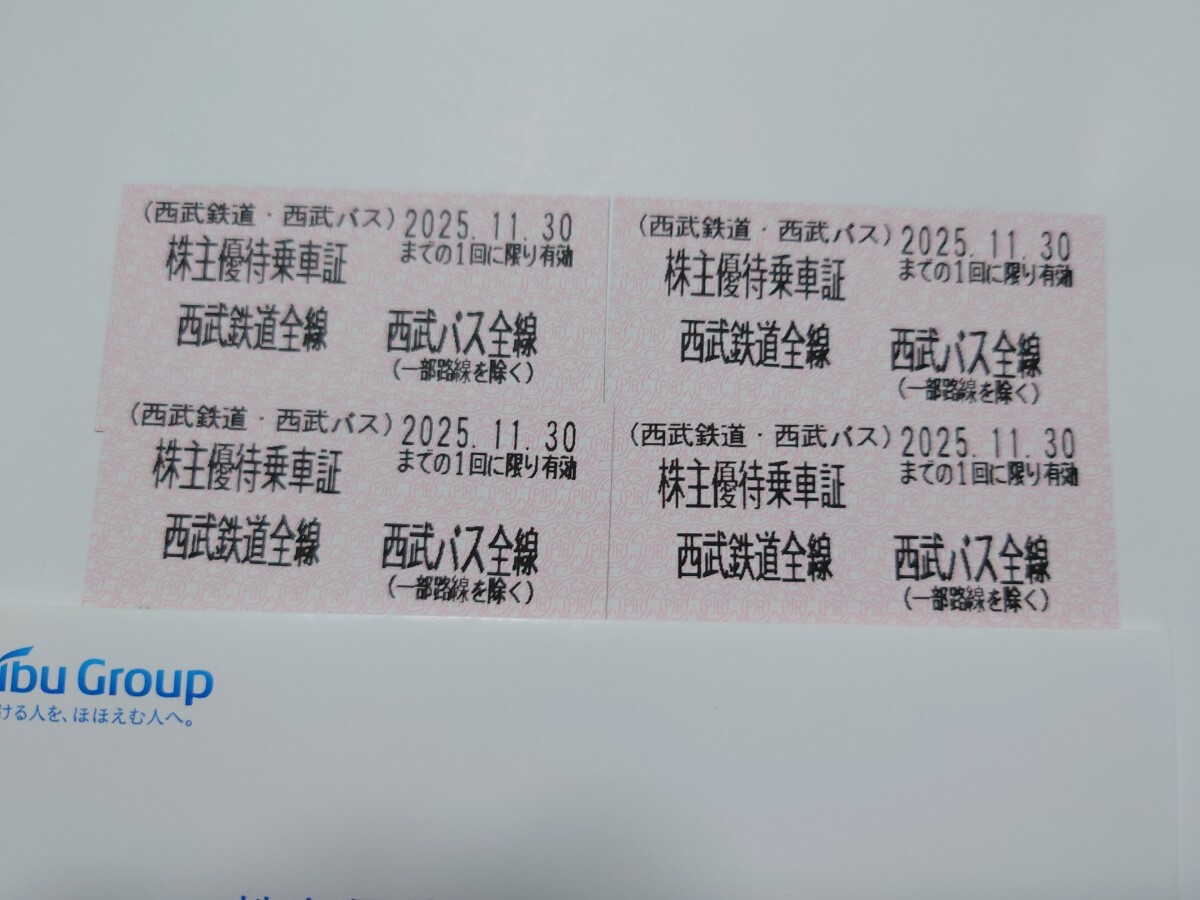 (西武鉄道・西武バス) 2025.11.30
株主優待乗車証 までの1回に限り有効
西武鉄道全線 西武バス全線
(一部路線を除く)
(西武鉄道・西武バス) 2025.11.30
株主優待乗車証 までの1回に限り有効
西武鉄道全線 西武バス全線
(一部路線を除く)
(西武鉄道・西武バス) 2025.11.30
株主優待乗車証 までの1回に限り有効
西武鉄道全線 西武バス全線
(一部路線を除く)
(西武鉄道・西武バス) 2025.11.30
株主優待乗車証 までの1回に限り有効
西武鉄道全線 西武バス全線
(一部路線を除く)
ibu Group
ける人を、ほほえむ人へ。